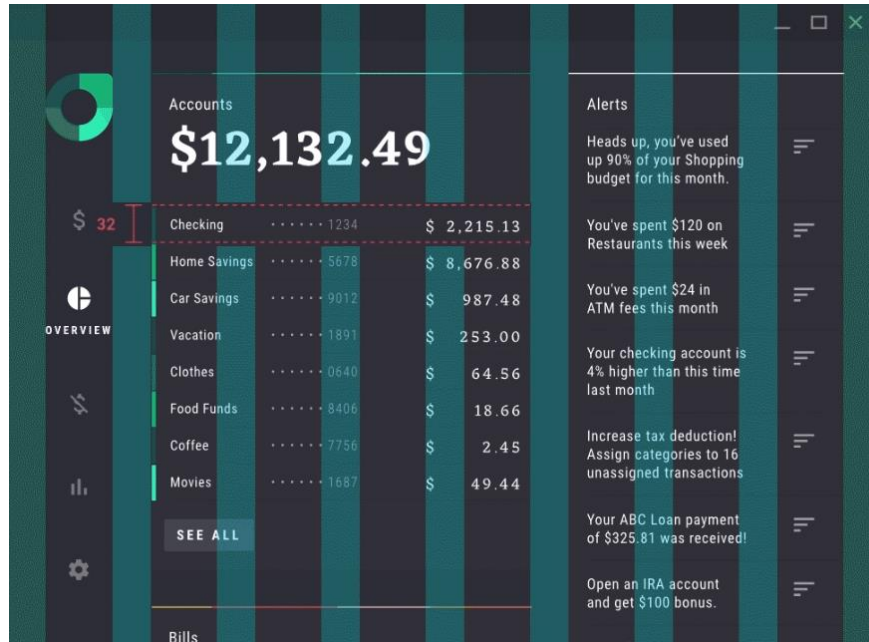 Accounts
$12,132.49
$ 32
Checking ······ 1234 $ 2,215.13
Home Savings ······ 5678 $ 8,676.88
Car Savings ······ 9012 $ 987.48
OVERVIEW
Vacation ······ 1891 $ 253.00
Clothes ······ 0640 $ 64.56
Food Funds ······ 8406 $ 18.66
Coffee ······ 7756 $ 2.45
Movies ······ 1687 $ 49.44
SEE ALL
Bills
Alerts
Heads up, you've used
up 90% of your Shopping
budget for this month.
You've spent $120 on
Restaurants this week
You've spent $24 in
ATM fees this month
Your checking account is
4% higher than this time
last month
Increase tax deduction!
Assign categories to 16
unassigned transactions
Your ABC Loan payment
of $325.81 was received!
Open an IRA account
and get $100 bonus.